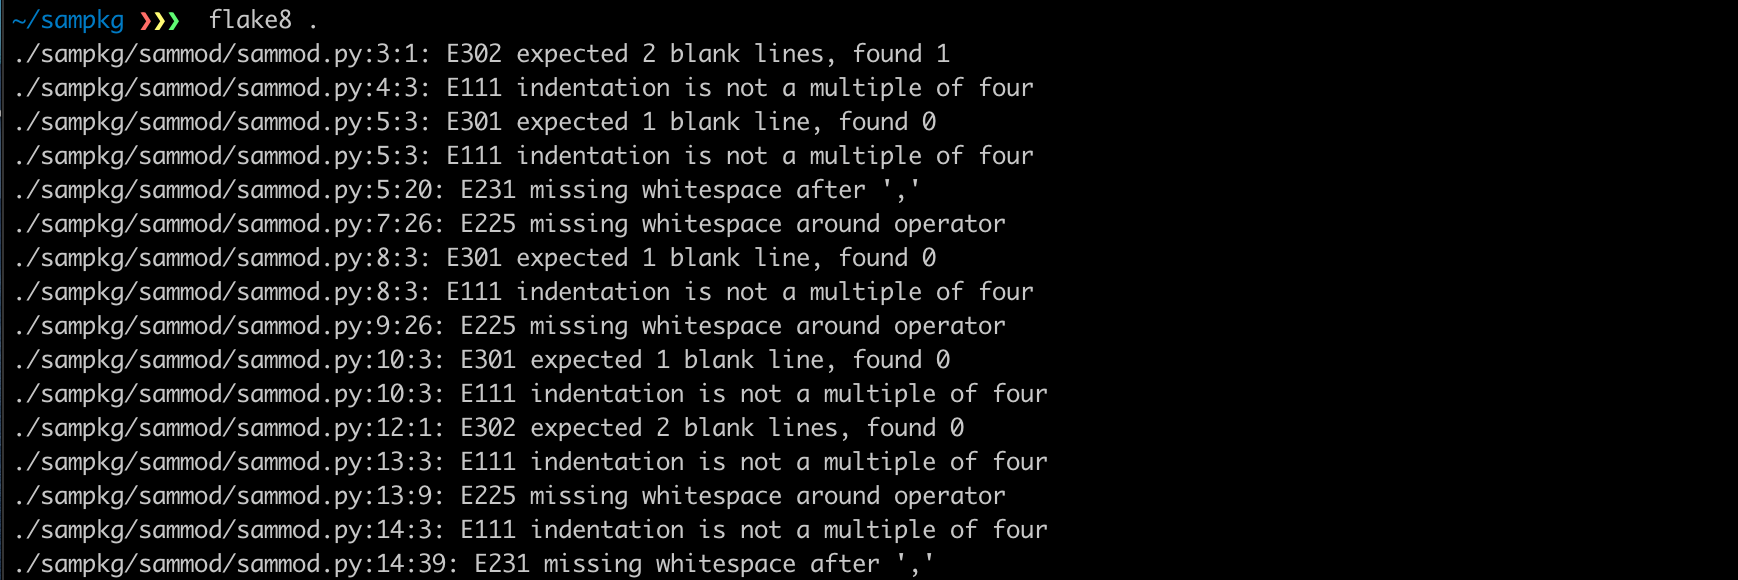 ~/sampkg ❯❯❯ flake8 .
./sampkg/sammod/sammod.py:3:1: E302 expected 2 blank lines, found 1
./sampkg/sammod/sammod.py:4:3: E111 indentation is not a multiple of four
./sampkg/sammod/sammod.py:5:3: E301 expected 1 blank line, found 0
./sampkg/sammod/sammod.py:5:3: E111 indentation is not a multiple of four
./sampkg/sammod/sammod.py:5:20: E231 missing whitespace after ','
./sampkg/sammod/sammod.py:7:26: E225 missing whitespace around operator
./sampkg/sammod/sammod.py:8:3: E301 expected 1 blank line, found 0
./sampkg/sammod/sammod.py:8:3: E111 indentation is not a multiple of four
./sampkg/sammod/sammod.py:9:26: E225 missing whitespace around operator
./sampkg/sammod/sammod.py:10:3: E301 expected 1 blank line, found 0
./sampkg/sammod/sammod.py:10:3: E111 indentation is not a multiple of four
./sampkg/sammod/sammod.py:12:1: E302 expected 2 blank lines, found 0
./sampkg/sammod/sammod.py:13:3: E111 indentation is not a multiple of four
./sampkg/sammod/sammod.py:13:9: E225 missing whitespace around operator
./sampkg/sammod/sammod.py:14:3: E111 indentation is not a multiple of four
./sampkg/sammod/sammod.py:14:39: E231 missing whitespace after ','